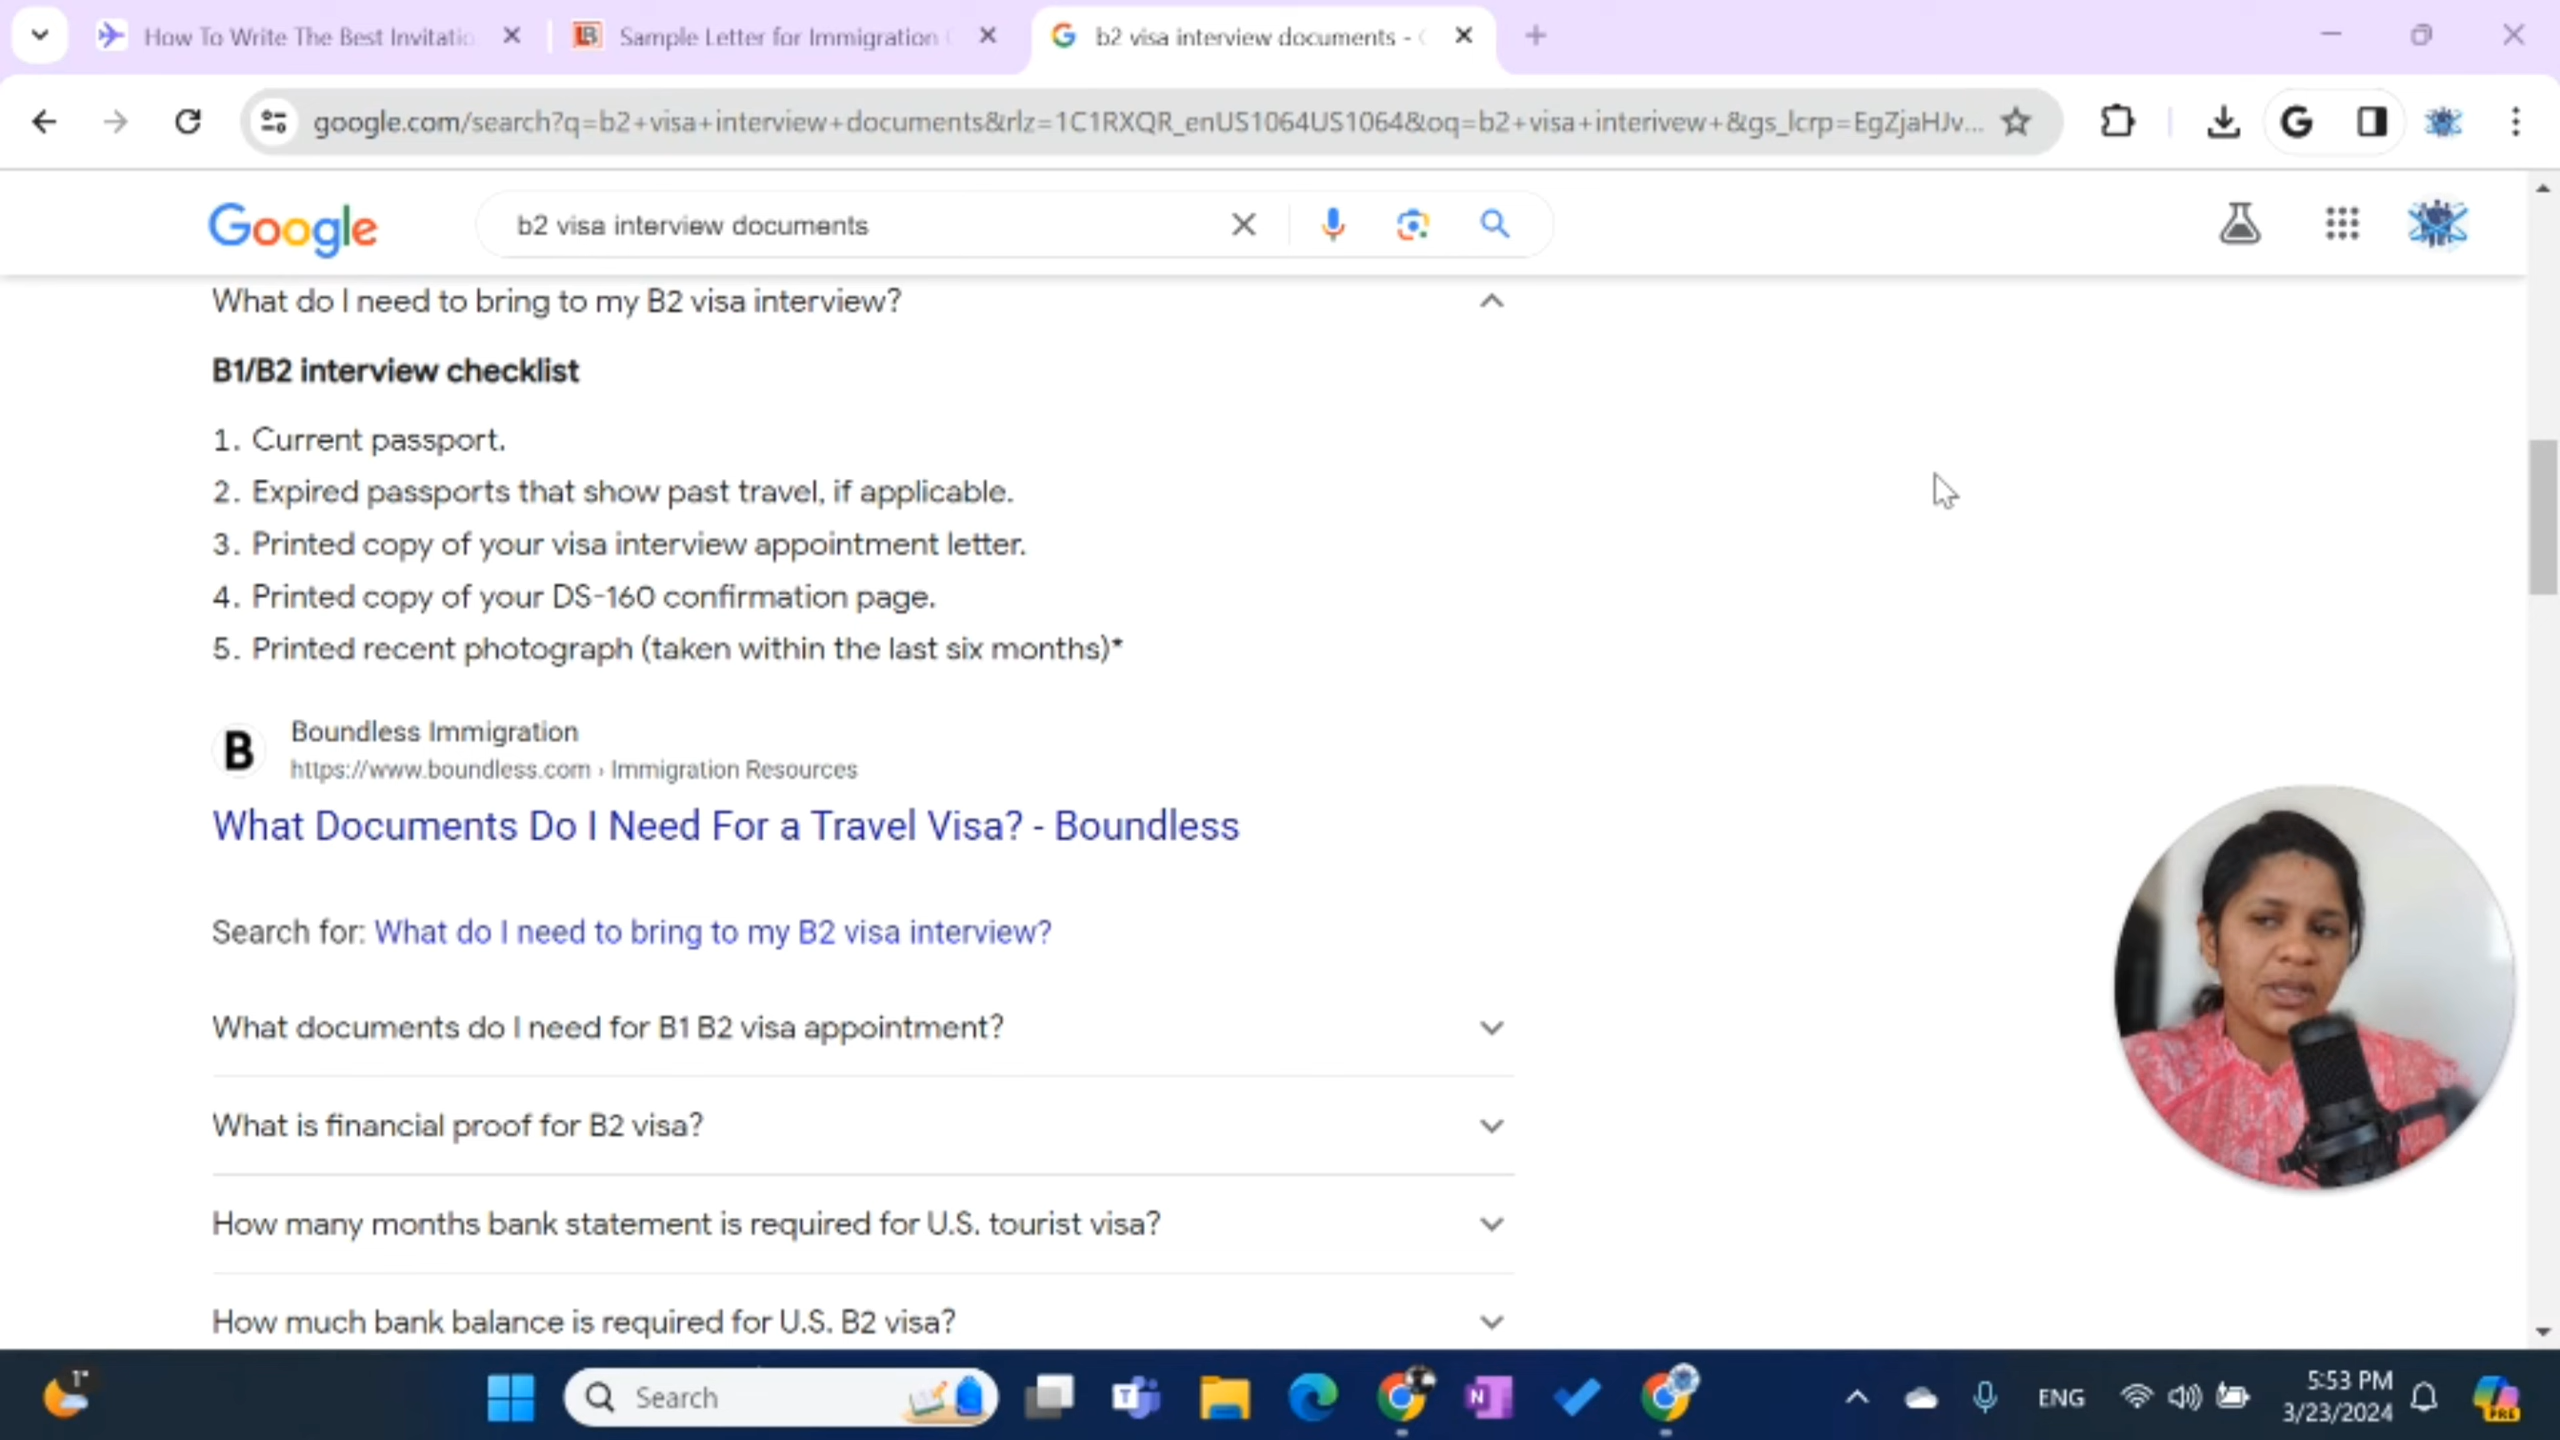 How To Write The Best Invitatio
Sample Letter for Immigration
b2 visa interview documents -
google.com/search?q=b2+visa+interview+documents&rlz=1C1RXQR_enUS1064US1064&oq=b2+visa+interivew+&gs_lcrp=EgZjaHJv...
Google
b2 visa interview documents
What do I need to bring to my B2 visa interview?
B1/B2 interview checklist
1. Current passport.
2. Expired passports that show past travel, if applicable.
3. Printed copy of your visa interview appointment letter.
4. Printed copy of your DS-160 confirmation page.
5. Printed recent photograph (taken within the last six months)*
B
Boundless Immigration
https://www.boundless.com › Immigration Resources
What Documents Do I Need For a Travel Visa? - Boundless
Search for: What do I need to bring to my B2 visa interview?
What documents do I need for B1 B2 visa appointment?
What is financial proof for B2 visa?
How many months bank statement is required for U.S. tourist visa?
How much bank balance is required for U.S. B2 visa?
1°
Search
ENG
5:53 PM
3/23/2024
PRE